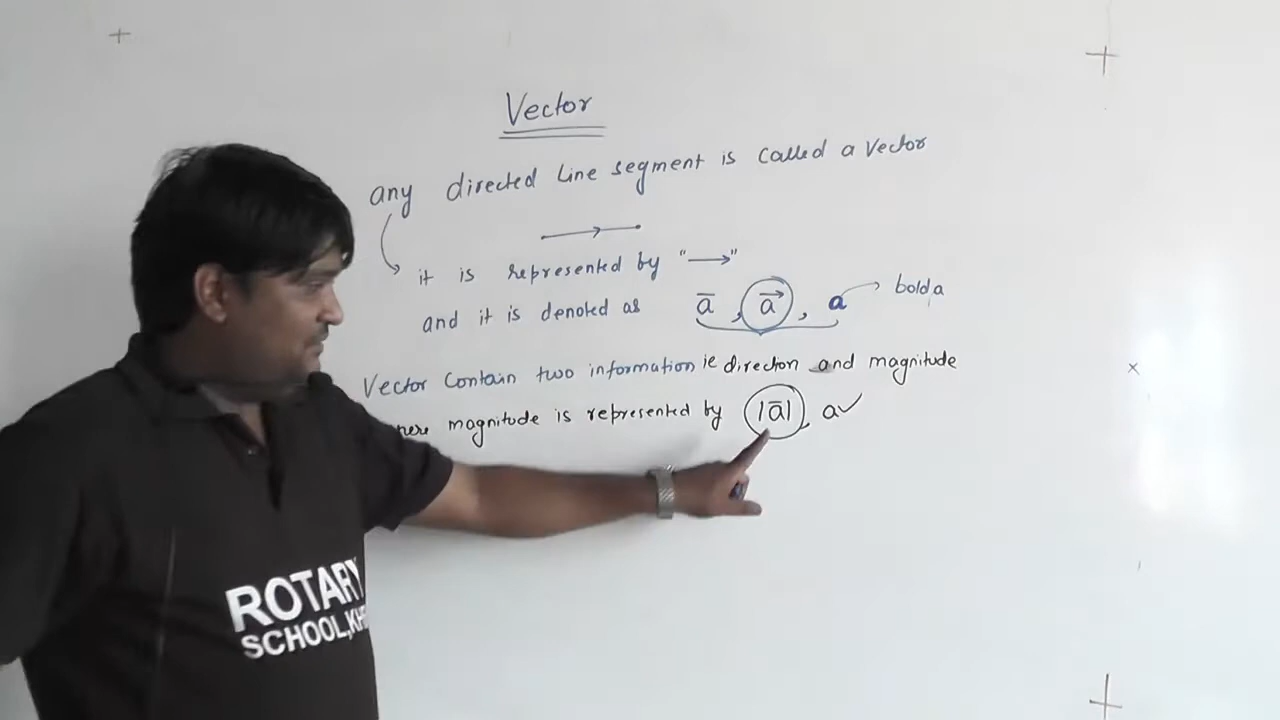 Vector
any directed Line segment is called a vector
it is represented by "⟶"
and it is denoted as a̅ , a⃗ , a → bold a
Vector Contain two information ie direction and magnitude
magnitude is represented by |a̅| , a ✓
ROTARY
SCHOOL,